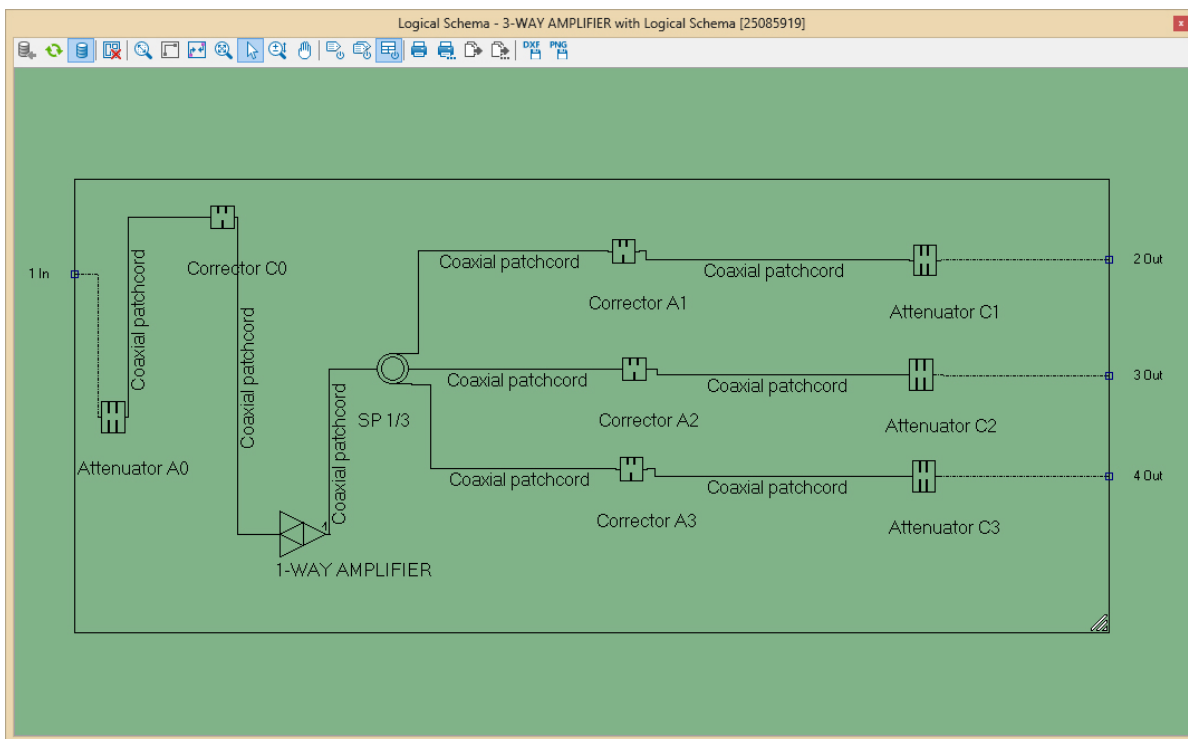 Logical Schema - 3-WAY AMPLIFIER with Logical Schema [25085919]
x
DXF PNG
1 In
Coaxial patchcord
Corrector C0
Coaxial patchcord
Attenuator A0
1
1-WAY AMPLIFIER
Coaxial patchcord
SP 1/3
Coaxial patchcord
Corrector A1
Coaxial patchcord
Attenuator C1
2 Out
Coaxial patchcord
Corrector A2
Coaxial patchcord
Attenuator C2
3 Out
Coaxial patchcord
Corrector A3
Coaxial patchcord
Attenuator C3
4 Out